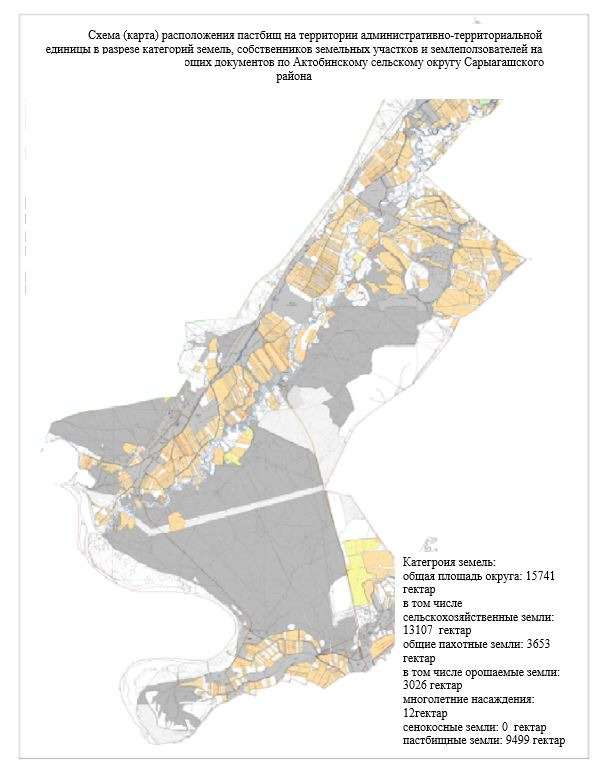 Схема (карта) расположения пастбищ на территории административно-территориальной
единицы в разрезе категорий земель, собственников земельных участков и землеползователей на
ощих документов по Актобинскому сельскому округу Сарыагашского
района
Категроия земель:
общая площадь округа: 15741
гектар
в том числе
сельскохозяйственные земли:
13107 гектар
общие пахотные земли: 3653
гектар
в том числе орошаемые земли:
3026 гектар
многолетние насаждения:
12гектар
сенокосные земли: 0 гектар
пастбищные земли: 9499 гектар